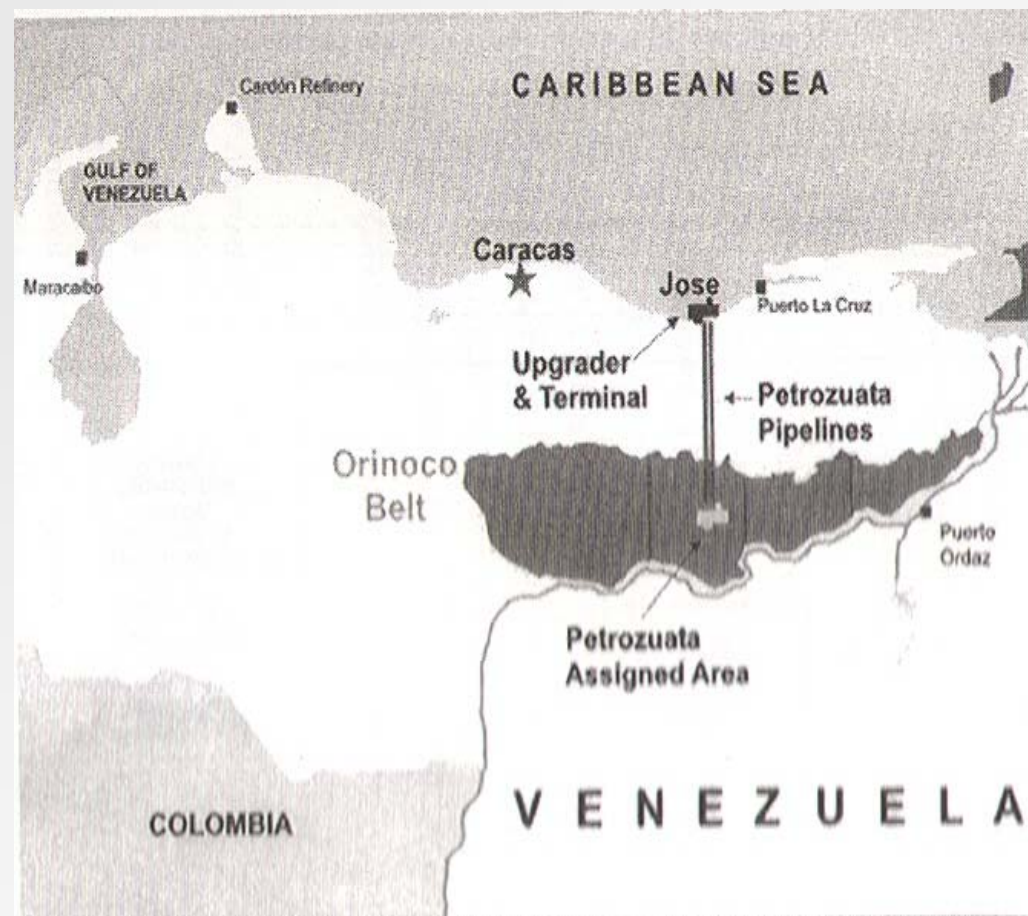 Cardón Refinery
CARIBBEAN SEA
GULF OF
VENEZUELA
Caracas
Maracaibo
Jose
Puerto La Cruz
Upgrader
& Terminal
Petrozuata
Pipelines
Orinoco
Belt
Puerto
Ordaz
Petrozuata
Assigned Area
COLOMBIA
VENEZUELA